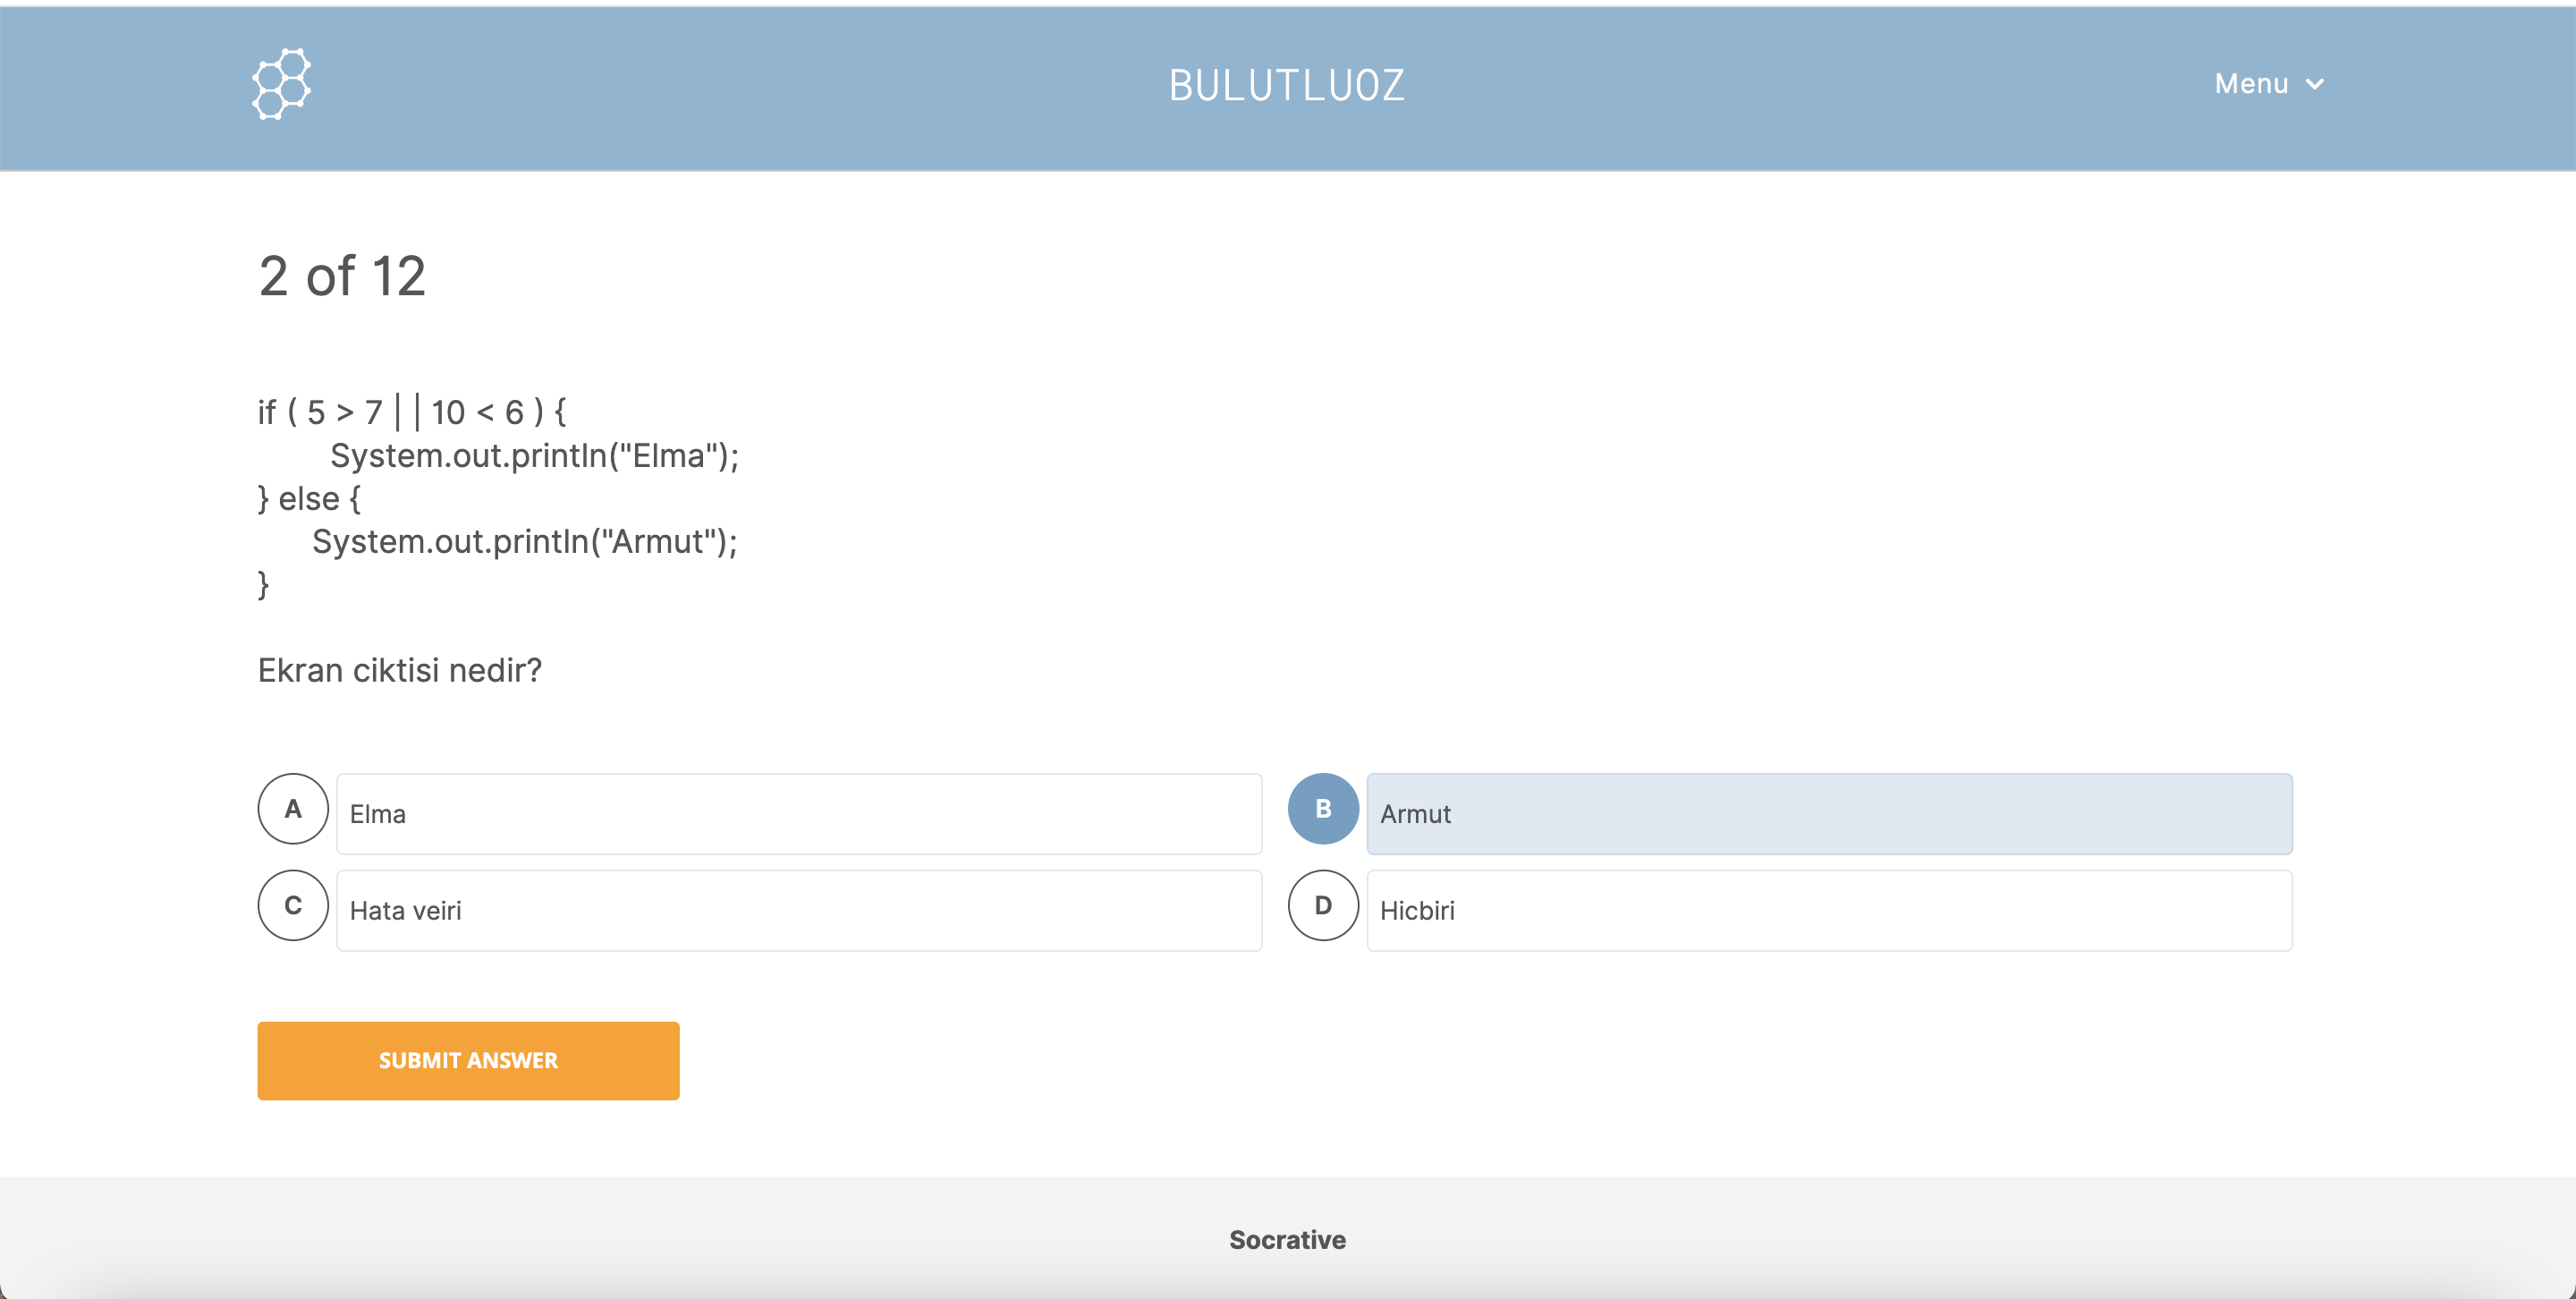 BULUTLUOZ
Menu
2 of 12
if ( 5 > 7 | | 10 < 6 ) {
System.out.println("Elma");
} else {
System.out.println("Armut");
}
Ekran ciktisi nedir?
A Elma
B Armut
C Hata veiri
D Hicbiri
SUBMIT ANSWER
Socrative